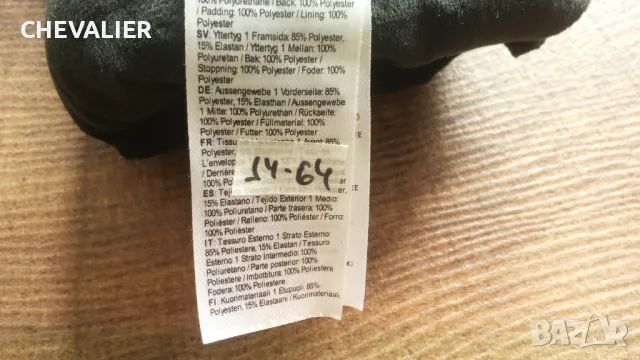 CHEVALIER
100% Polyurethane / Back: 100% Polyester
/ Padding: 100% Polyester / Lining: 100%
Polyester
SV: Yttertyg 1 Framsida: 85% Polyester,
15% Elastan / Yttertyg 1 Mellan: 100%
Polyuretan / Bak: 100% Polyester /
Stoppning: 100% Polyester / Foder: 100%
Polyester
DE: Aussengewebe 1 Vorderseite: 85%
Polyester, 15% Elasthan / Aussengewebe
1 Mitte: 100% Polyurethan / Rückseite:
100% Polyester / Füllmaterial: 100%
Polyester / Futter: 100% Polyester
FR: Tissu Avant: 85%
Polyester,
L'envelop
/ Derrière
100%
14-64
ES:
15% Elastano / Tejido Exterior 1 Medio:
100% Poliuretano / Parte trasera: 100%
Poliéster / Relleno: 100% Poliéster / Forro:
100% Poliéster
IT: Tessuto Esterno 1 Strato Esterno:
85% Poliestere, 15% Elastan / Tessuto
Esterno 1 Strato Intermedio: 100%
Poliuretano / Parte posteriore: 100%
Poliestere / Imbottitura: 100% Poliestere
Fodera: 100% Poliestere
FI: Kuorimateriaali 1 Etupuoli: 85%
Polyesteri, 15% Elastaani / Kuorimateriaali
BAZAR